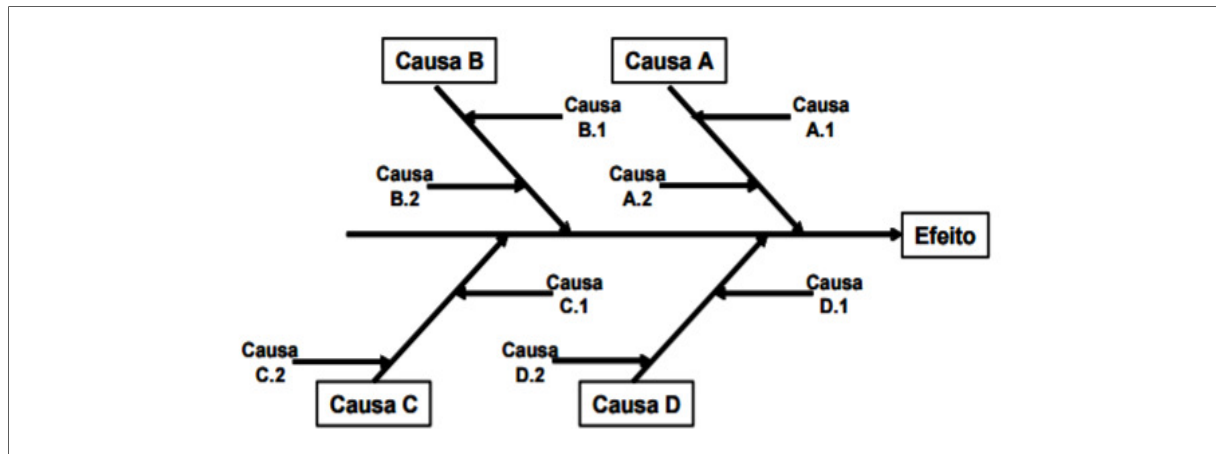 Causa B
Causa A
Causa
B.1
Causa
A.1
Causa
B.2
Causa
A.2
Efeito
Causa
C.1
Causa
D.1
Causa
C.2
Causa
D.2
Causa C
Causa D